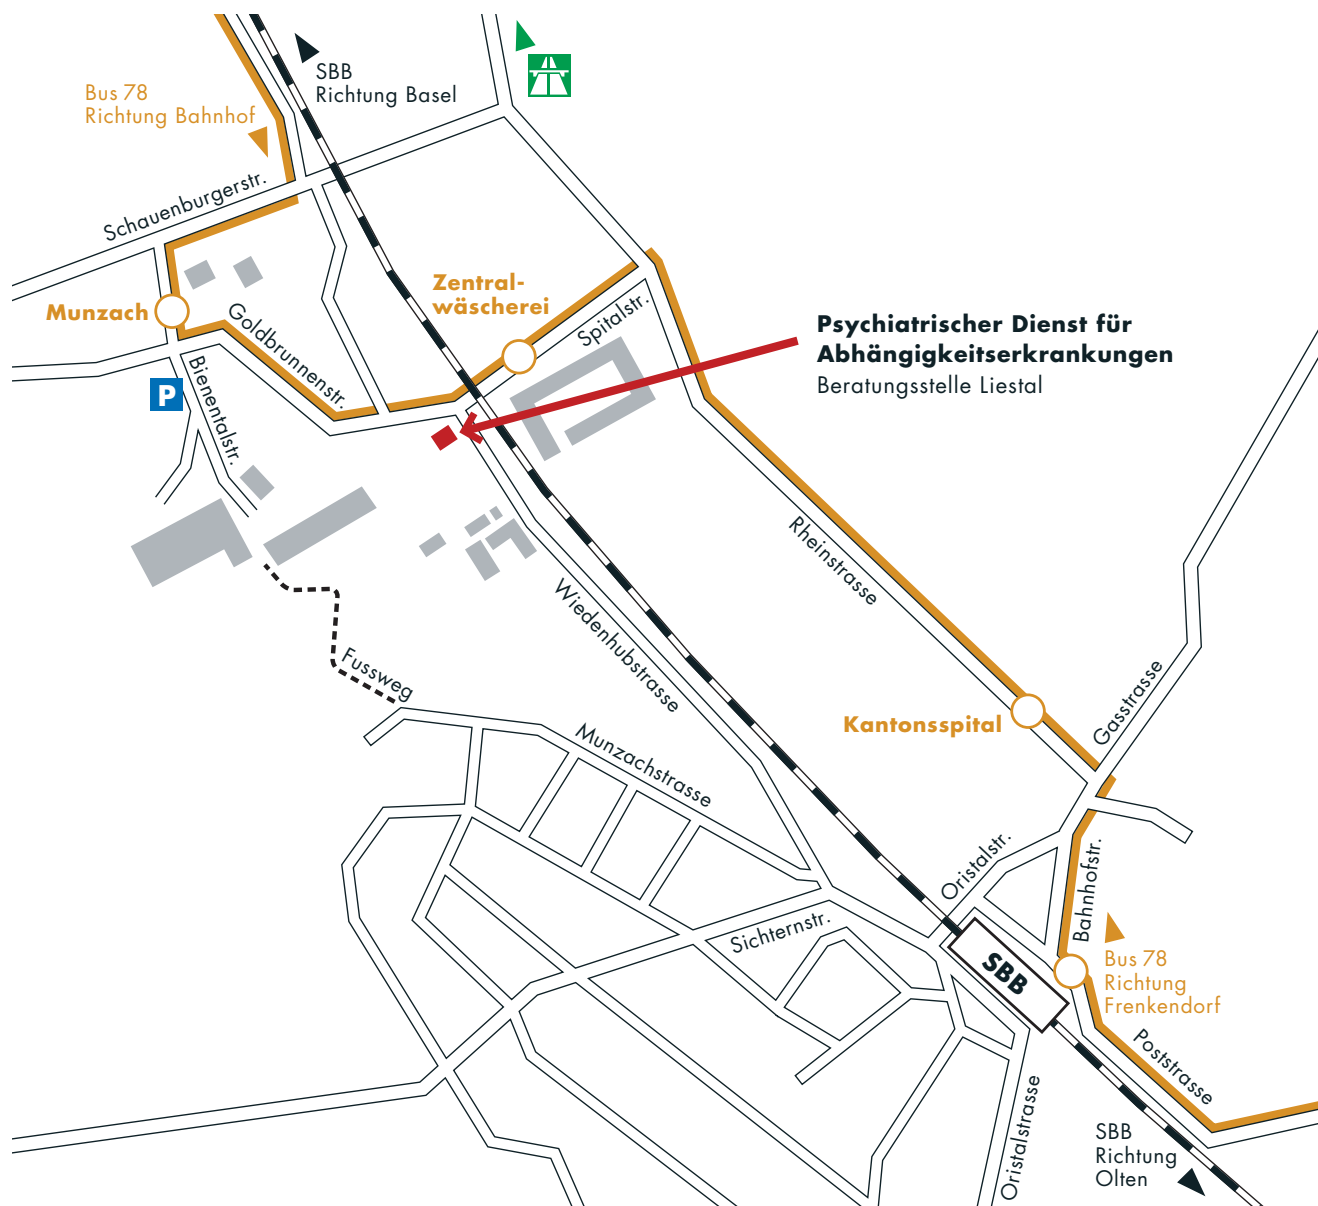 SBB
Richtung Basel
Bus 78
Richtung Bahnhof
Schauenburgerstr.
Zentral-
wäscherei
Munzach
Goldbrunnenstr.
Spitalstr.
Psychiatrischer Dienst für
Abhängigkeitserkrankungen
Beratungsstelle Liestal
P
Bienentalstr.
Rheinstrasse
Wiedenhubstrasse
Fussweg
Gasstrasse
Kantonsspital
Munzachstrasse
Oristalstr.
Bahnhofstr.
Sichternstr.
SBB
Bus 78
Richtung
Frenkendorf
Poststrasse
Oristalstrasse
SBB
Richtung
Olten